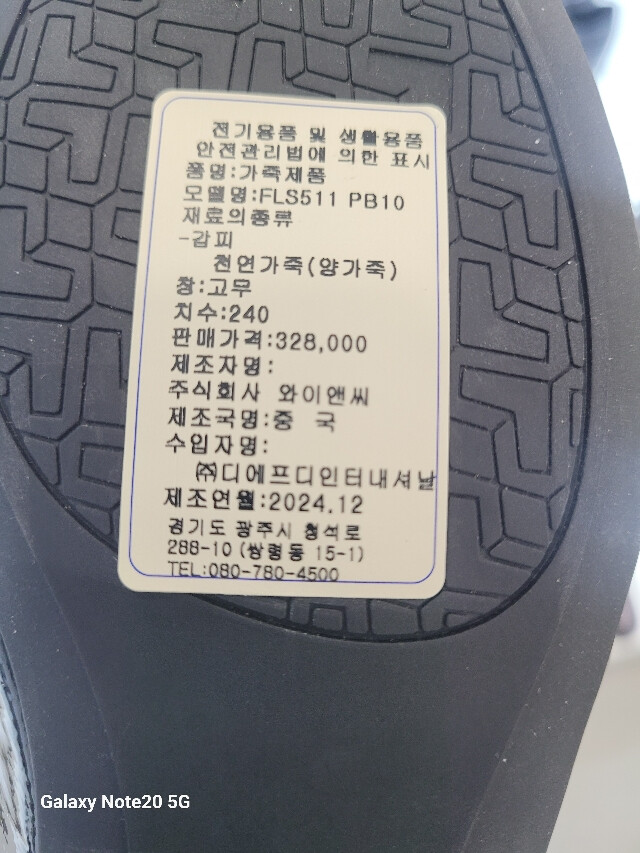 전기용품 및 생활용품
안전관리법에 의한 표시
품명:가죽제품
모델명:FLS511 PB10
재료의종류
-갑피
천연가죽(양가죽)
창:고무
치수:240
판매가격:328,000
제조자명:
주식회사 와이앤씨
제조국명:중 국
수입자명:
㈜디에프디인터내셔날
제조연월:2024.12
경기도 광주시 청석로
288-10 (쌍령동 15-1)
TEL:080-780-4500
Galaxy Note20 5G